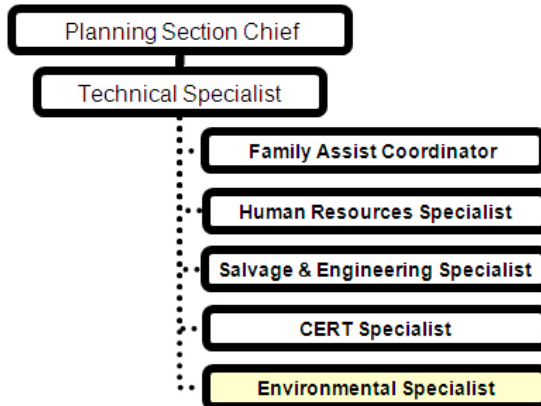 Planning Section Chief
Technical Specialist
Family Assist Coordinator
Human Resources Specialist
Salvage & Engineering Specialist
CERT Specialist
Environmental Specialist